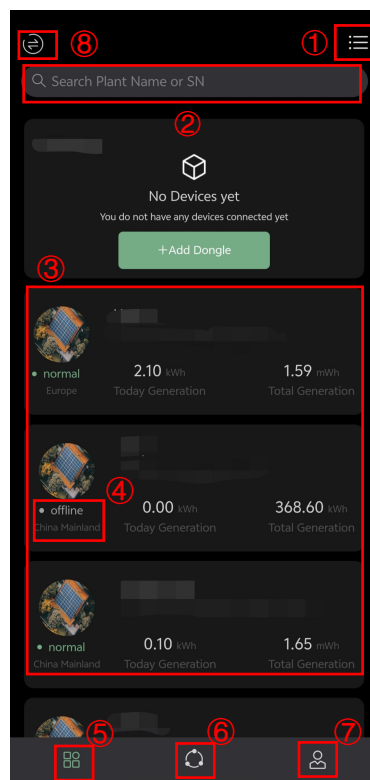 ⑧ ①
Search Plant Name or SN
②
No Devices yet
You do not have any devices connected yet
+Add Dongle
③
normal 2.10 kWh 1.59 mWh
Europe Today Generation Total Generation
④
offline 0.00 kWh 368.60 kWh
China Mainland Today Generation Total Generation
normal 0.10 kWh 1.65 mWh
China Mainland Today Generation Total Generation
⑤ ⑥ ⑦